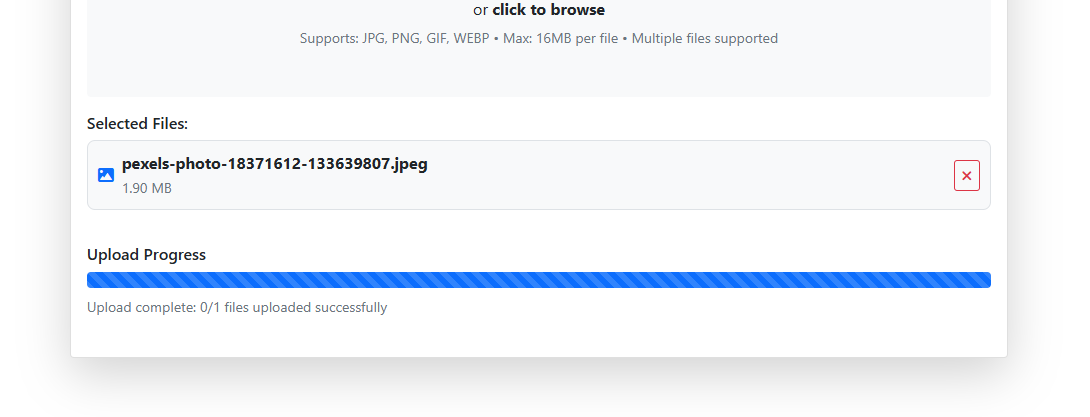 or click to browse
Supports: JPG, PNG, GIF, WEBP • Max: 16MB per file • Multiple files supported
Selected Files:
pexels-photo-18371612-133639807.jpeg
1.90 MB
Upload Progress
Upload complete: 0/1 files uploaded successfully